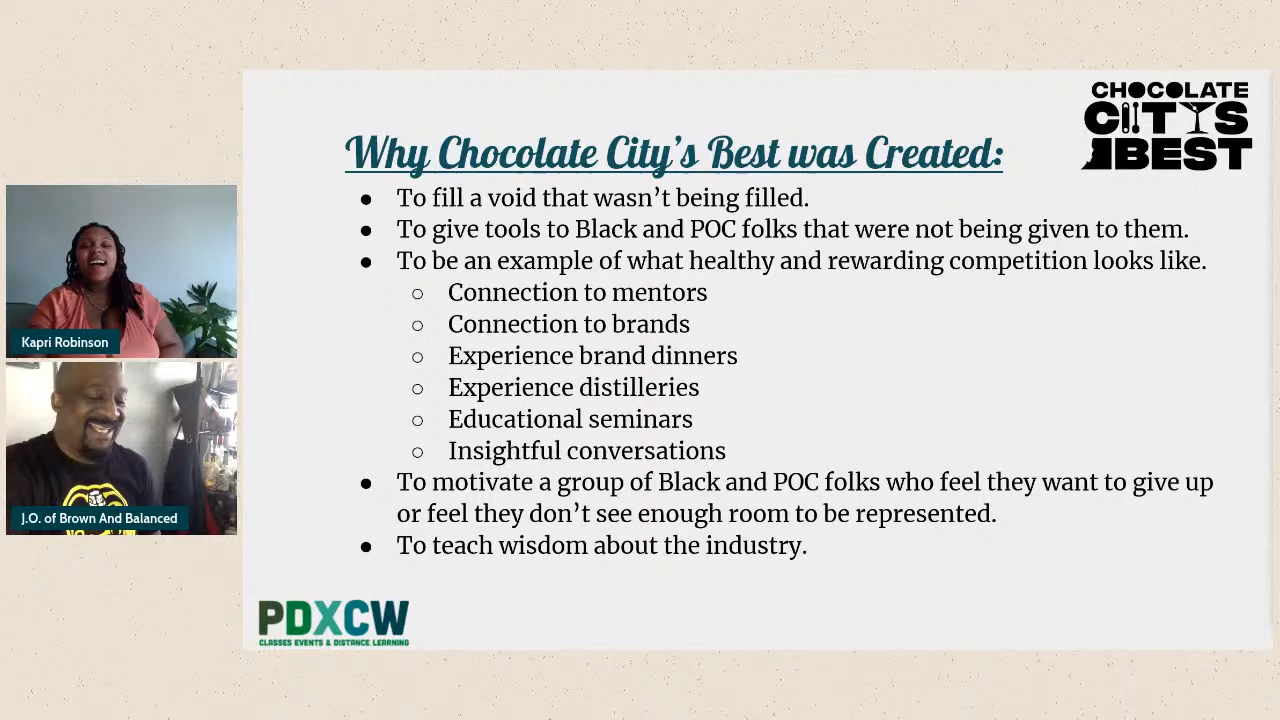 CHOCOLATE
CITY'S
BEST
Why Chocolate City's Best was Created:
● To fill a void that wasn't being filled.
● To give tools to Black and POC folks that were not being given to them.
● To be an example of what healthy and rewarding competition looks like.
○ Connection to mentors
○ Connection to brands
○ Experience brand dinners
○ Experience distilleries
○ Educational seminars
○ Insightful conversations
● To motivate a group of Black and POC folks who feel they want to give up
or feel they don't see enough room to be represented.
● To teach wisdom about the industry.
Kapri Robinson
J.O. of Brown And Balanced
PDXCW
CLASSES EVENTS & DISTANCE LEARNING